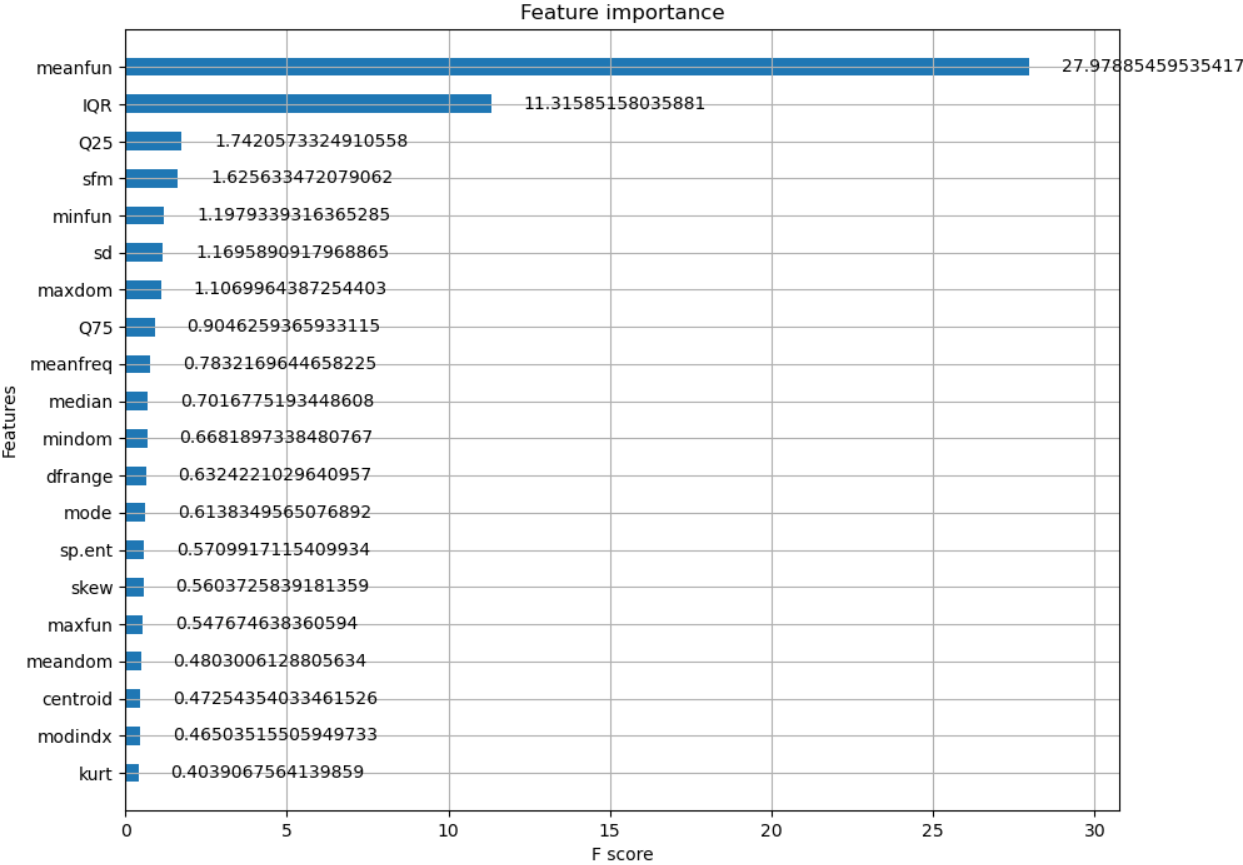 Feature importance
meanfun 27.97885459535417
IQR 11.31585158035881
Q25 1.7420573324910558
sfm 1.625633472079062
minfun 1.1979339316365285
sd 1.1695890917968865
maxdom 1.1069964387254403
Q75 0.9046259365933115
meanfreq 0.7832169644658225
median 0.7016775193448608
mindom 0.6681897338480767
dfrange 0.6324221029640957
mode 0.6138349565076892
sp.ent 0.5709917115409934
skew 0.5603725839181359
maxfun 0.547674638360594
meandom 0.4803006128805634
centroid 0.47254354033461526
modindx 0.46503515505949733
kurt 0.4039067564139859
Features
0 5 10 15 20 25 30
F score